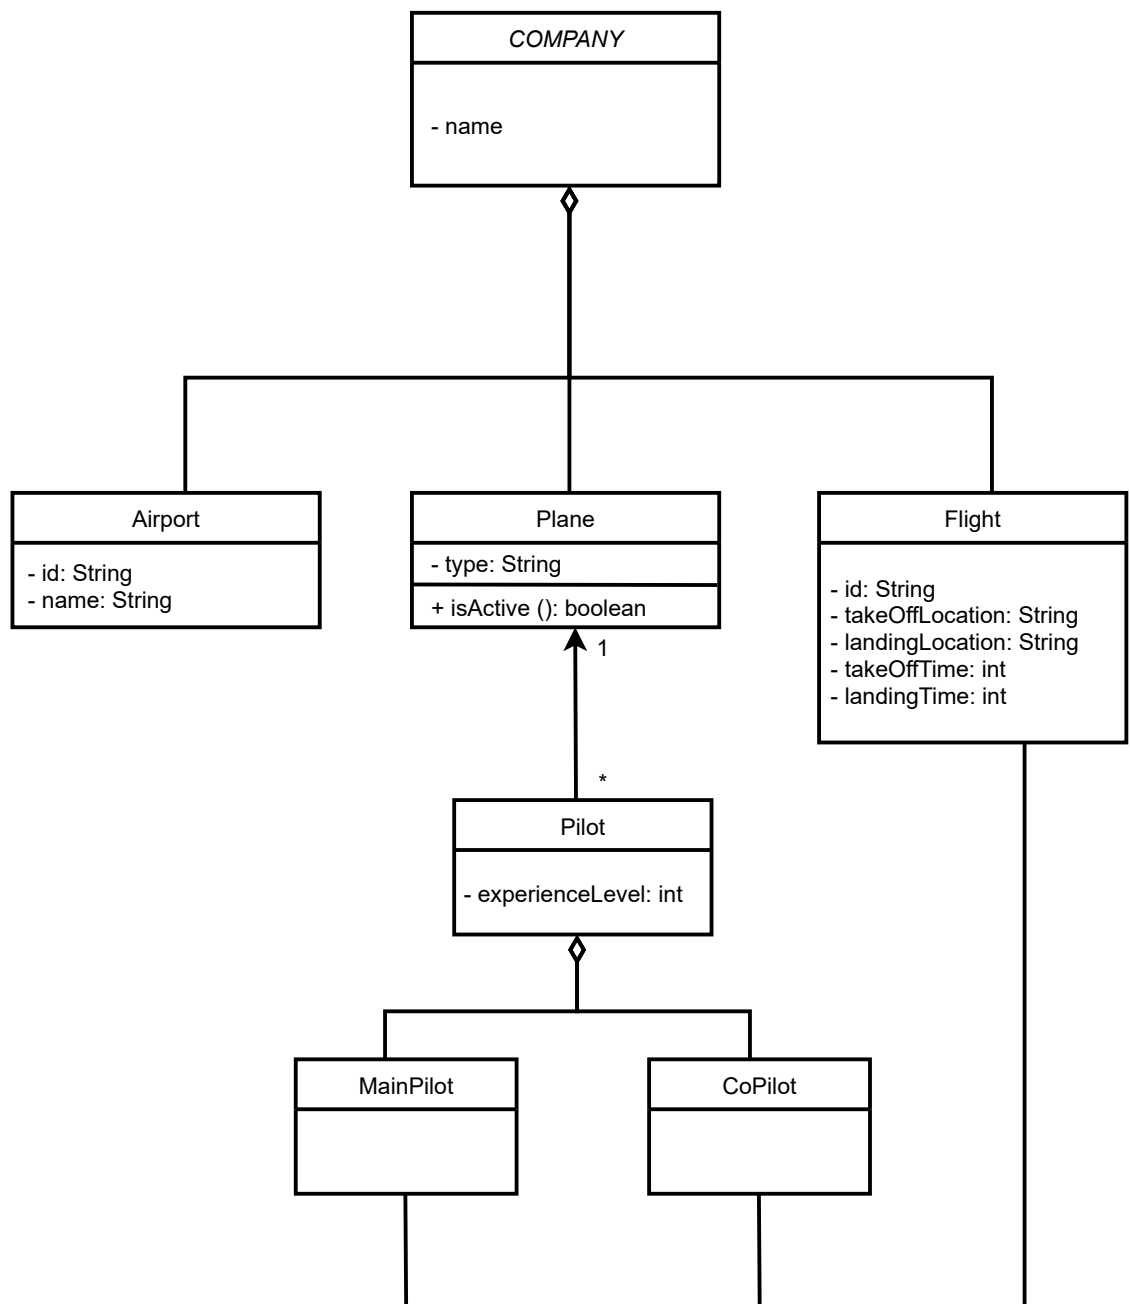 COMPANY
- name
Airport
- id: String
- name: String
Plane
- type: String
+ isActive (): boolean
1
Flight
- id: String
- takeOffLocation: String
- landingLocation: String
- takeOffTime: int
- landingTime: int
*
Pilot
- experienceLevel: int
MainPilot
CoPilot